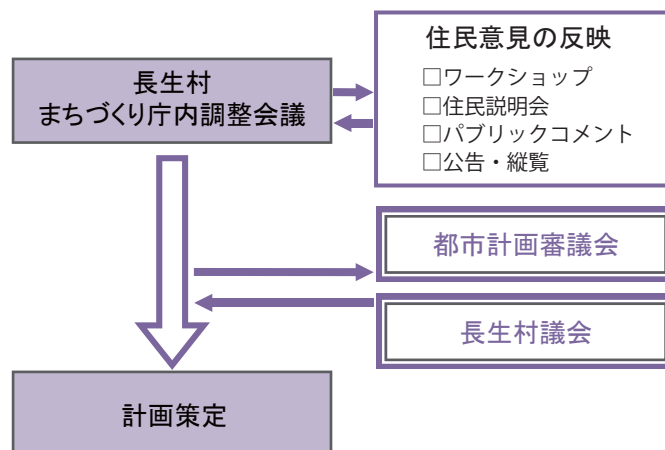 長生村
まちづくり庁内調整会議
住民意見の反映
□ワークショップ
□住民説明会
□パブリックコメント
□公告・縦覧
都市計画審議会
長生村議会
計画策定